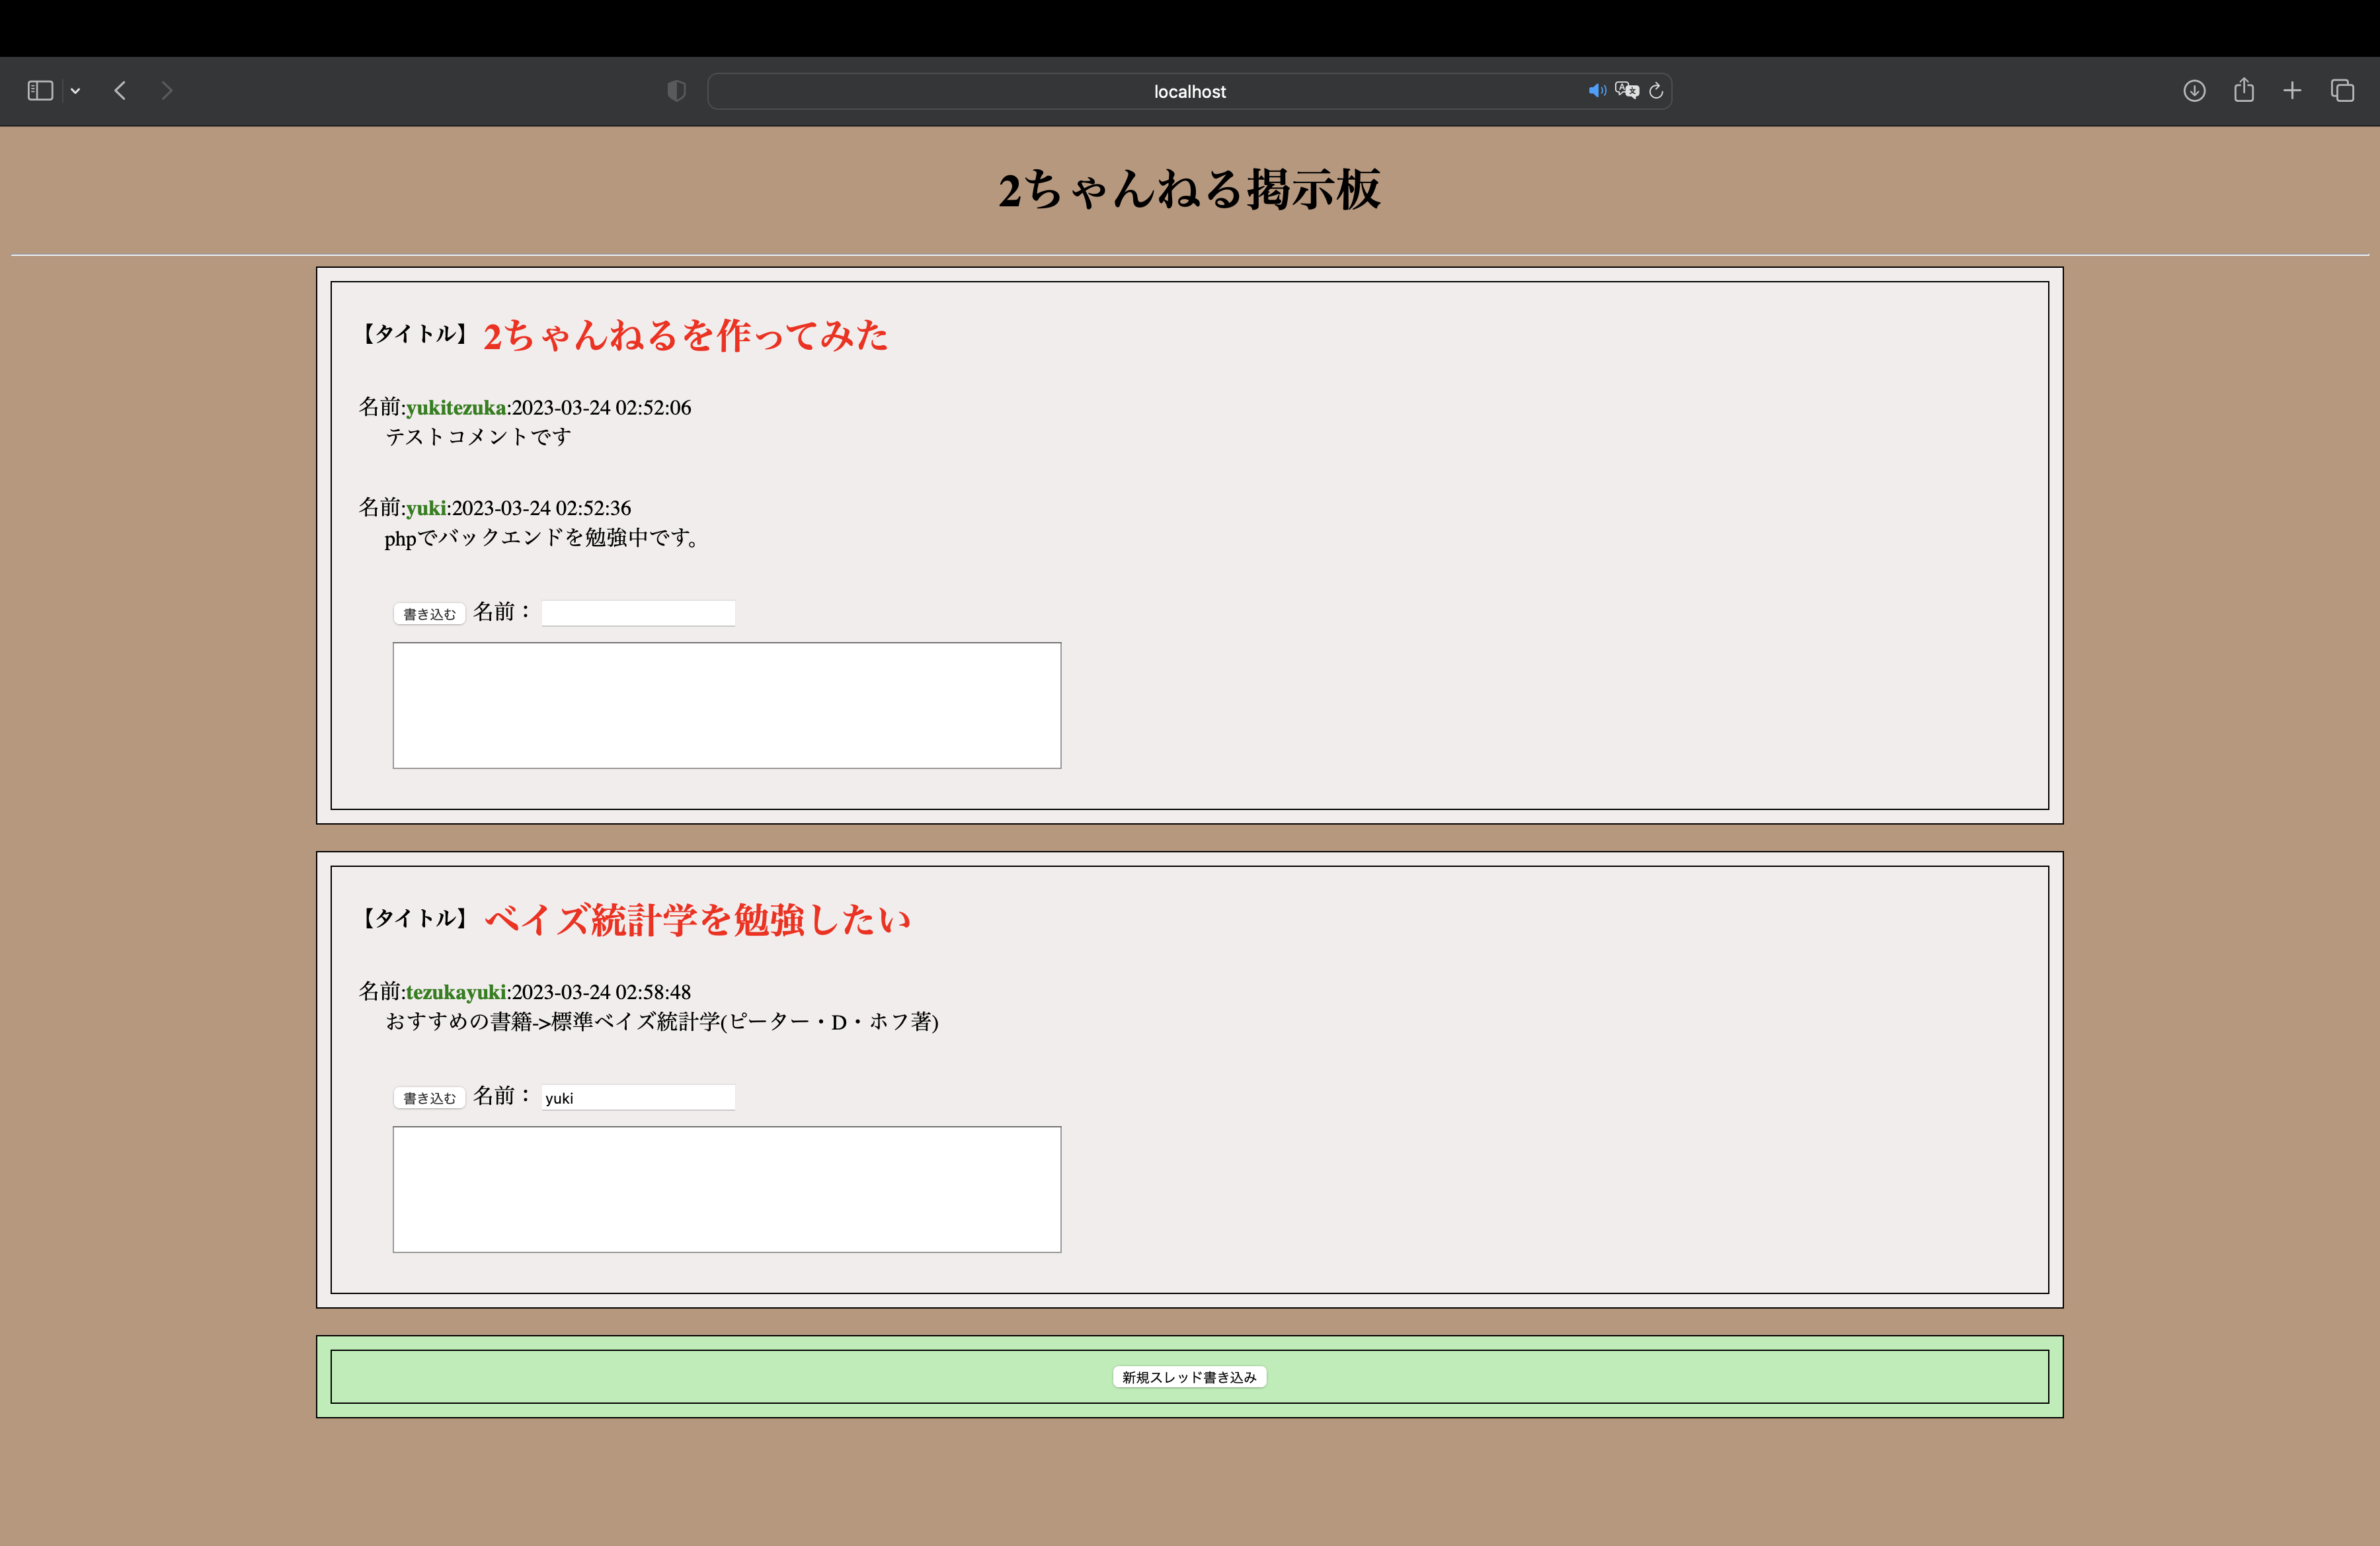 localhost
2ちゃんねる掲示板
【タイトル】 2ちゃんねるを作ってみた
名前:yukitezuka:2023-03-24 02:52:06
テストコメントです
名前:yuki:2023-03-24 02:52:36
phpでバックエンドを勉強中です。
書き込む 名前：
【タイトル】 ベイズ統計学を勉強したい
名前:tezukayuki:2023-03-24 02:58:48
おすすめの書籍->標準ベイズ統計学(ピーター・D・ホフ著)
書き込む 名前： yuki
新規スレッド書き込み